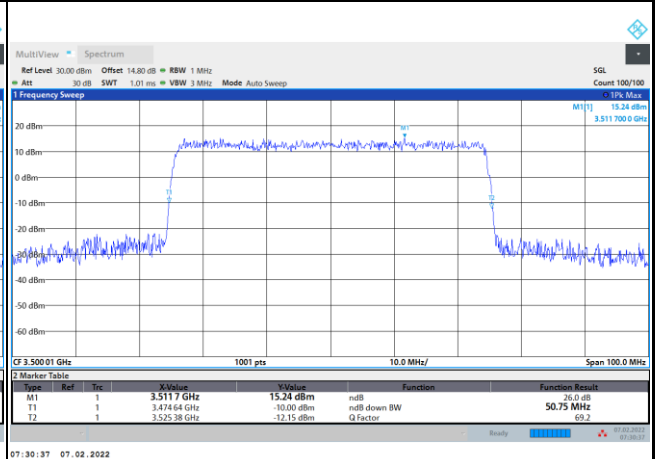 MultiView Spectrum
Ref Level 30.00 dBm Offset 14.80 dB RBW 1 MHz SGL
Att 30 dB SWT 1.01 ms VBW 3 MHz Mode Auto Sweep Count 100/100
1 Frequency Sweep 1Pk Max
M1[1] 15.24 dBm
3.511 700 0 GHz
M1
20 dBm
10 dBm
0 dBm
T1
T2
-10 dBm
-20 dBm
-30 dBm
-40 dBm
-50 dBm
-60 dBm
CF 3.500 01 GHz 1001 pts 10.0 MHz/ Span 100.0 MHz
2 Marker Table
Type Ref Trc X-Value Y-Value Function Function Result
M1 1 3.5117 GHz 15.24 dBm ndB 26.0 dB
T1 1 3.474 64 GHz -10.00 dBm ndB down BW 50.75 MHz
T2 1 3.525 38 GHz -12.15 dBm Q Factor 69.2
Ready 07.02.2022
07:30:37
07:30:37 07.02.2022